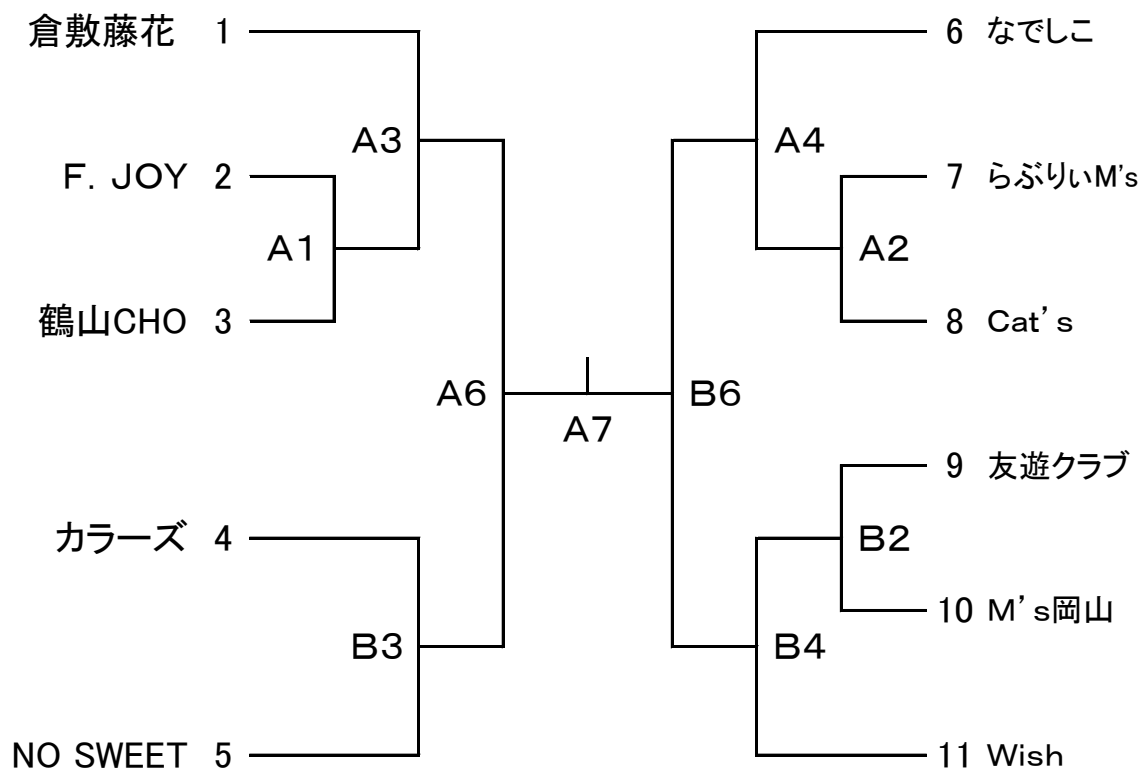 倉敷藤花 1
6 なでしこ
A3
A4
F. JOY 2
7 らぶりぃM's
A1
A2
鶴山CHO 3
8 Cat's
A6
B6
A7
9 友遊クラブ
カラーズ 4
B2
10 M's岡山
B3
B4
NO SWEET 5
11 Wish